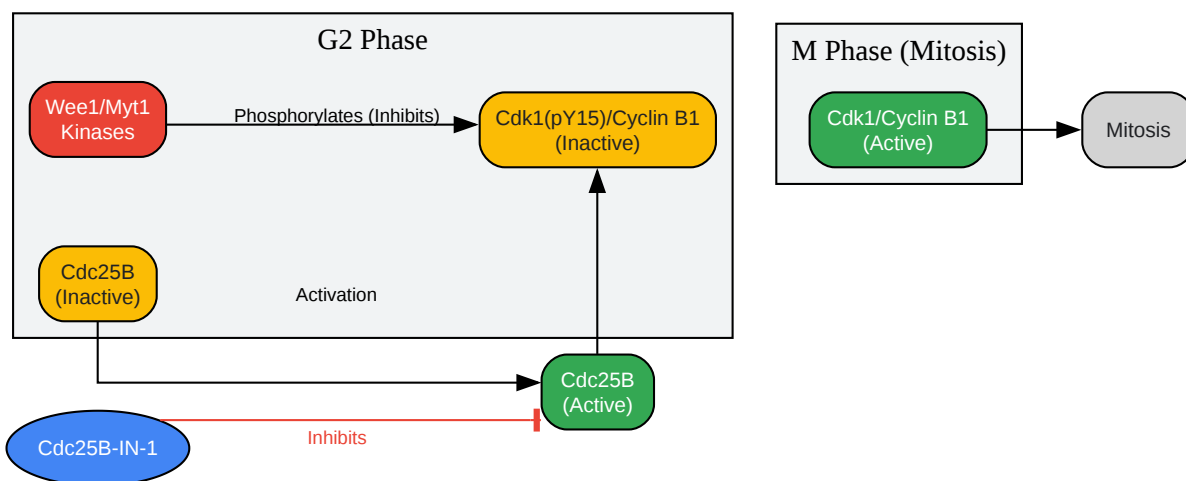 G2 Phase
M Phase (Mitosis)
Wee1/Myt1
Kinases
Phosphorylates (Inhibits)
Cdk1(pY15)/Cyclin B1
(Inactive)
Cdk1/Cyclin B1
(Active)
Mitosis
Cdc25B
(Inactive)
Activation
Cdc25B
(Active)
Cdc25B-IN-1
Inhibits